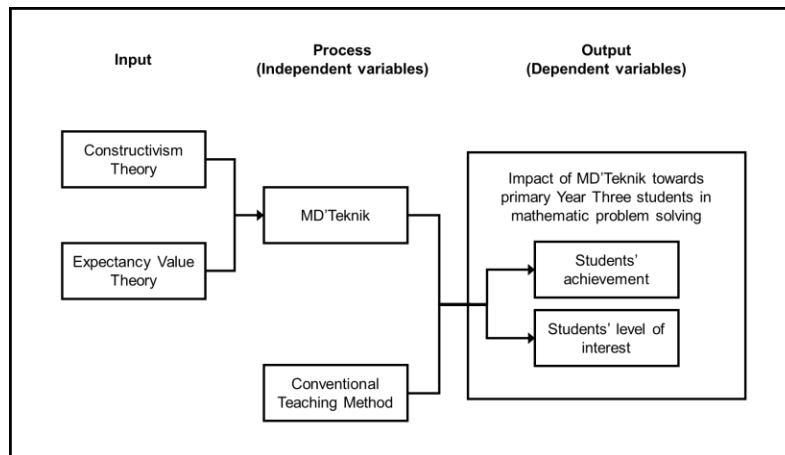 Input
Process
(Independent variables)
Output
(Dependent variables)
Constructivism
Theory
Expectancy Value
Theory
MD'Teknik
Conventional
Teaching Method
Impact of MD'Teknik towards
primary Year Three students in
mathematic problem solving
Students'
achievement
Students' level of
interest